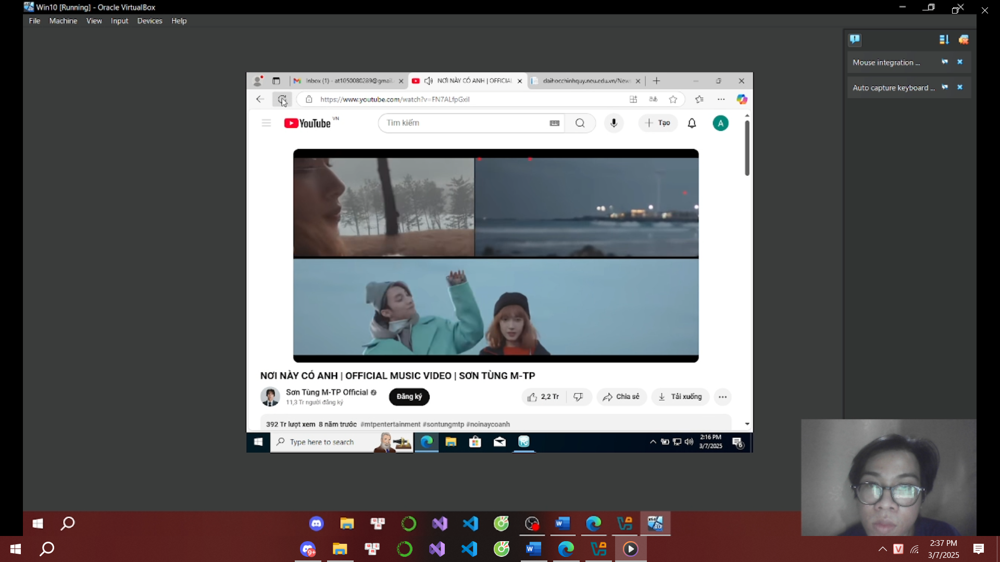 Win10 [Running] - Oracle VirtualBox
File Machine View Input Devices Help
Mouse integration ...
Auto capture keyboard ...
Inbox (1) - at1050080289@gmail.
NƠI NÀY CÓ ANH | OFFICIAL
daihocchinhquy.neu.edu.vn/News
https://www.youtube.com/watch?v=FN7ALfpGxiI
YouTube VN
Tìm kiếm
Tạo
A
NƠI NÀY CÓ ANH | OFFICIAL MUSIC VIDEO | SƠN TÙNG M-TP
Sơn Tùng M-TP Official
11,3 Tr người đăng ký
Đăng ký
2,2 Tr
Chia sẻ
Tải xuống
392 Tr lượt xem 8 năm trước #mtpentertainment #sontungmtp #noinaycoanh
Type here to search
2:16 PM
3/7/2025
6
9+
2:37 PM
3/7/2025